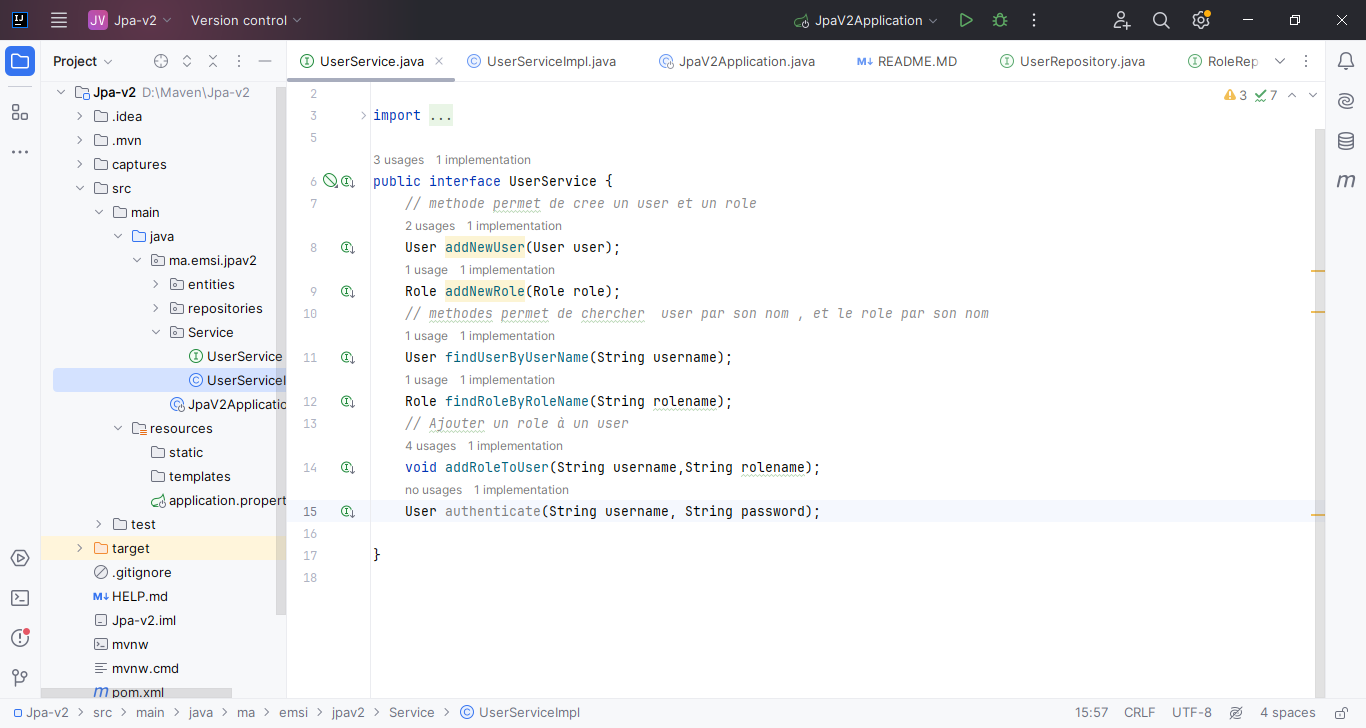 JV Jpa-v2 Version control JpaV2Application
Project
UserService.java UserServiceImpl.java JpaV2Application.java M↓ README.MD UserRepository.java RoleRep
Jpa-v2 D:\Maven\Jpa-v2
.idea
.mvn
captures
src
main
java
ma.emsi.jpav2
entities
repositories
Service
UserService
UserServiceI
JpaV2Applicatio
resources
static
templates
application.propert
test
target
.gitignore
M↓ HELP.md
Jpa-v2.iml
mvnw
mvnw.cmd
m pom.xml
3 7
2
3 import ...
5
3 usages 1 implementation
6 public interface UserService {
7 // methode permet de cree un user et un role
2 usages 1 implementation
8 User addNewUser(User user);
1 usage 1 implementation
9 Role addNewRole(Role role);
10 // methodes permet de chercher  user par son nom , et le role par son nom
1 usage 1 implementation
11 User findUserByUserName(String username);
1 usage 1 implementation
12 Role findRoleByRoleName(String rolename);
13 // Ajouter un role à un user
4 usages 1 implementation
14 void addRoleToUser(String username,String rolename);
no usages 1 implementation
15 User authenticate(String username, String password);
16
17 }
18
m
Jpa-v2 > src > main > java > ma > emsi > jpav2 > Service > UserServiceImpl 15:57 CRLF UTF-8 4 spaces